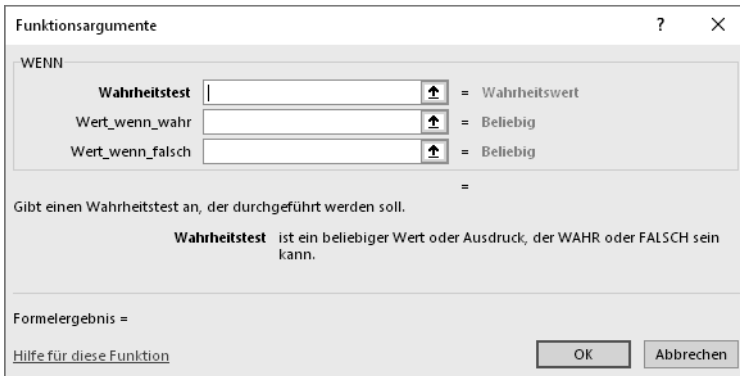 Funktionsargumente ? ×
WENN
Wahrheitstest = Wahrheitswert
Wert_wenn_wahr = Beliebig
Wert_wenn_falsch = Beliebig
=
Gibt einen Wahrheitstest an, der durchgeführt werden soll.
Wahrheitstest ist ein beliebiger Wert oder Ausdruck, der WAHR oder FALSCH sein
kann.
Formelergebnis =
Hilfe für diese Funktion OK Abbrechen